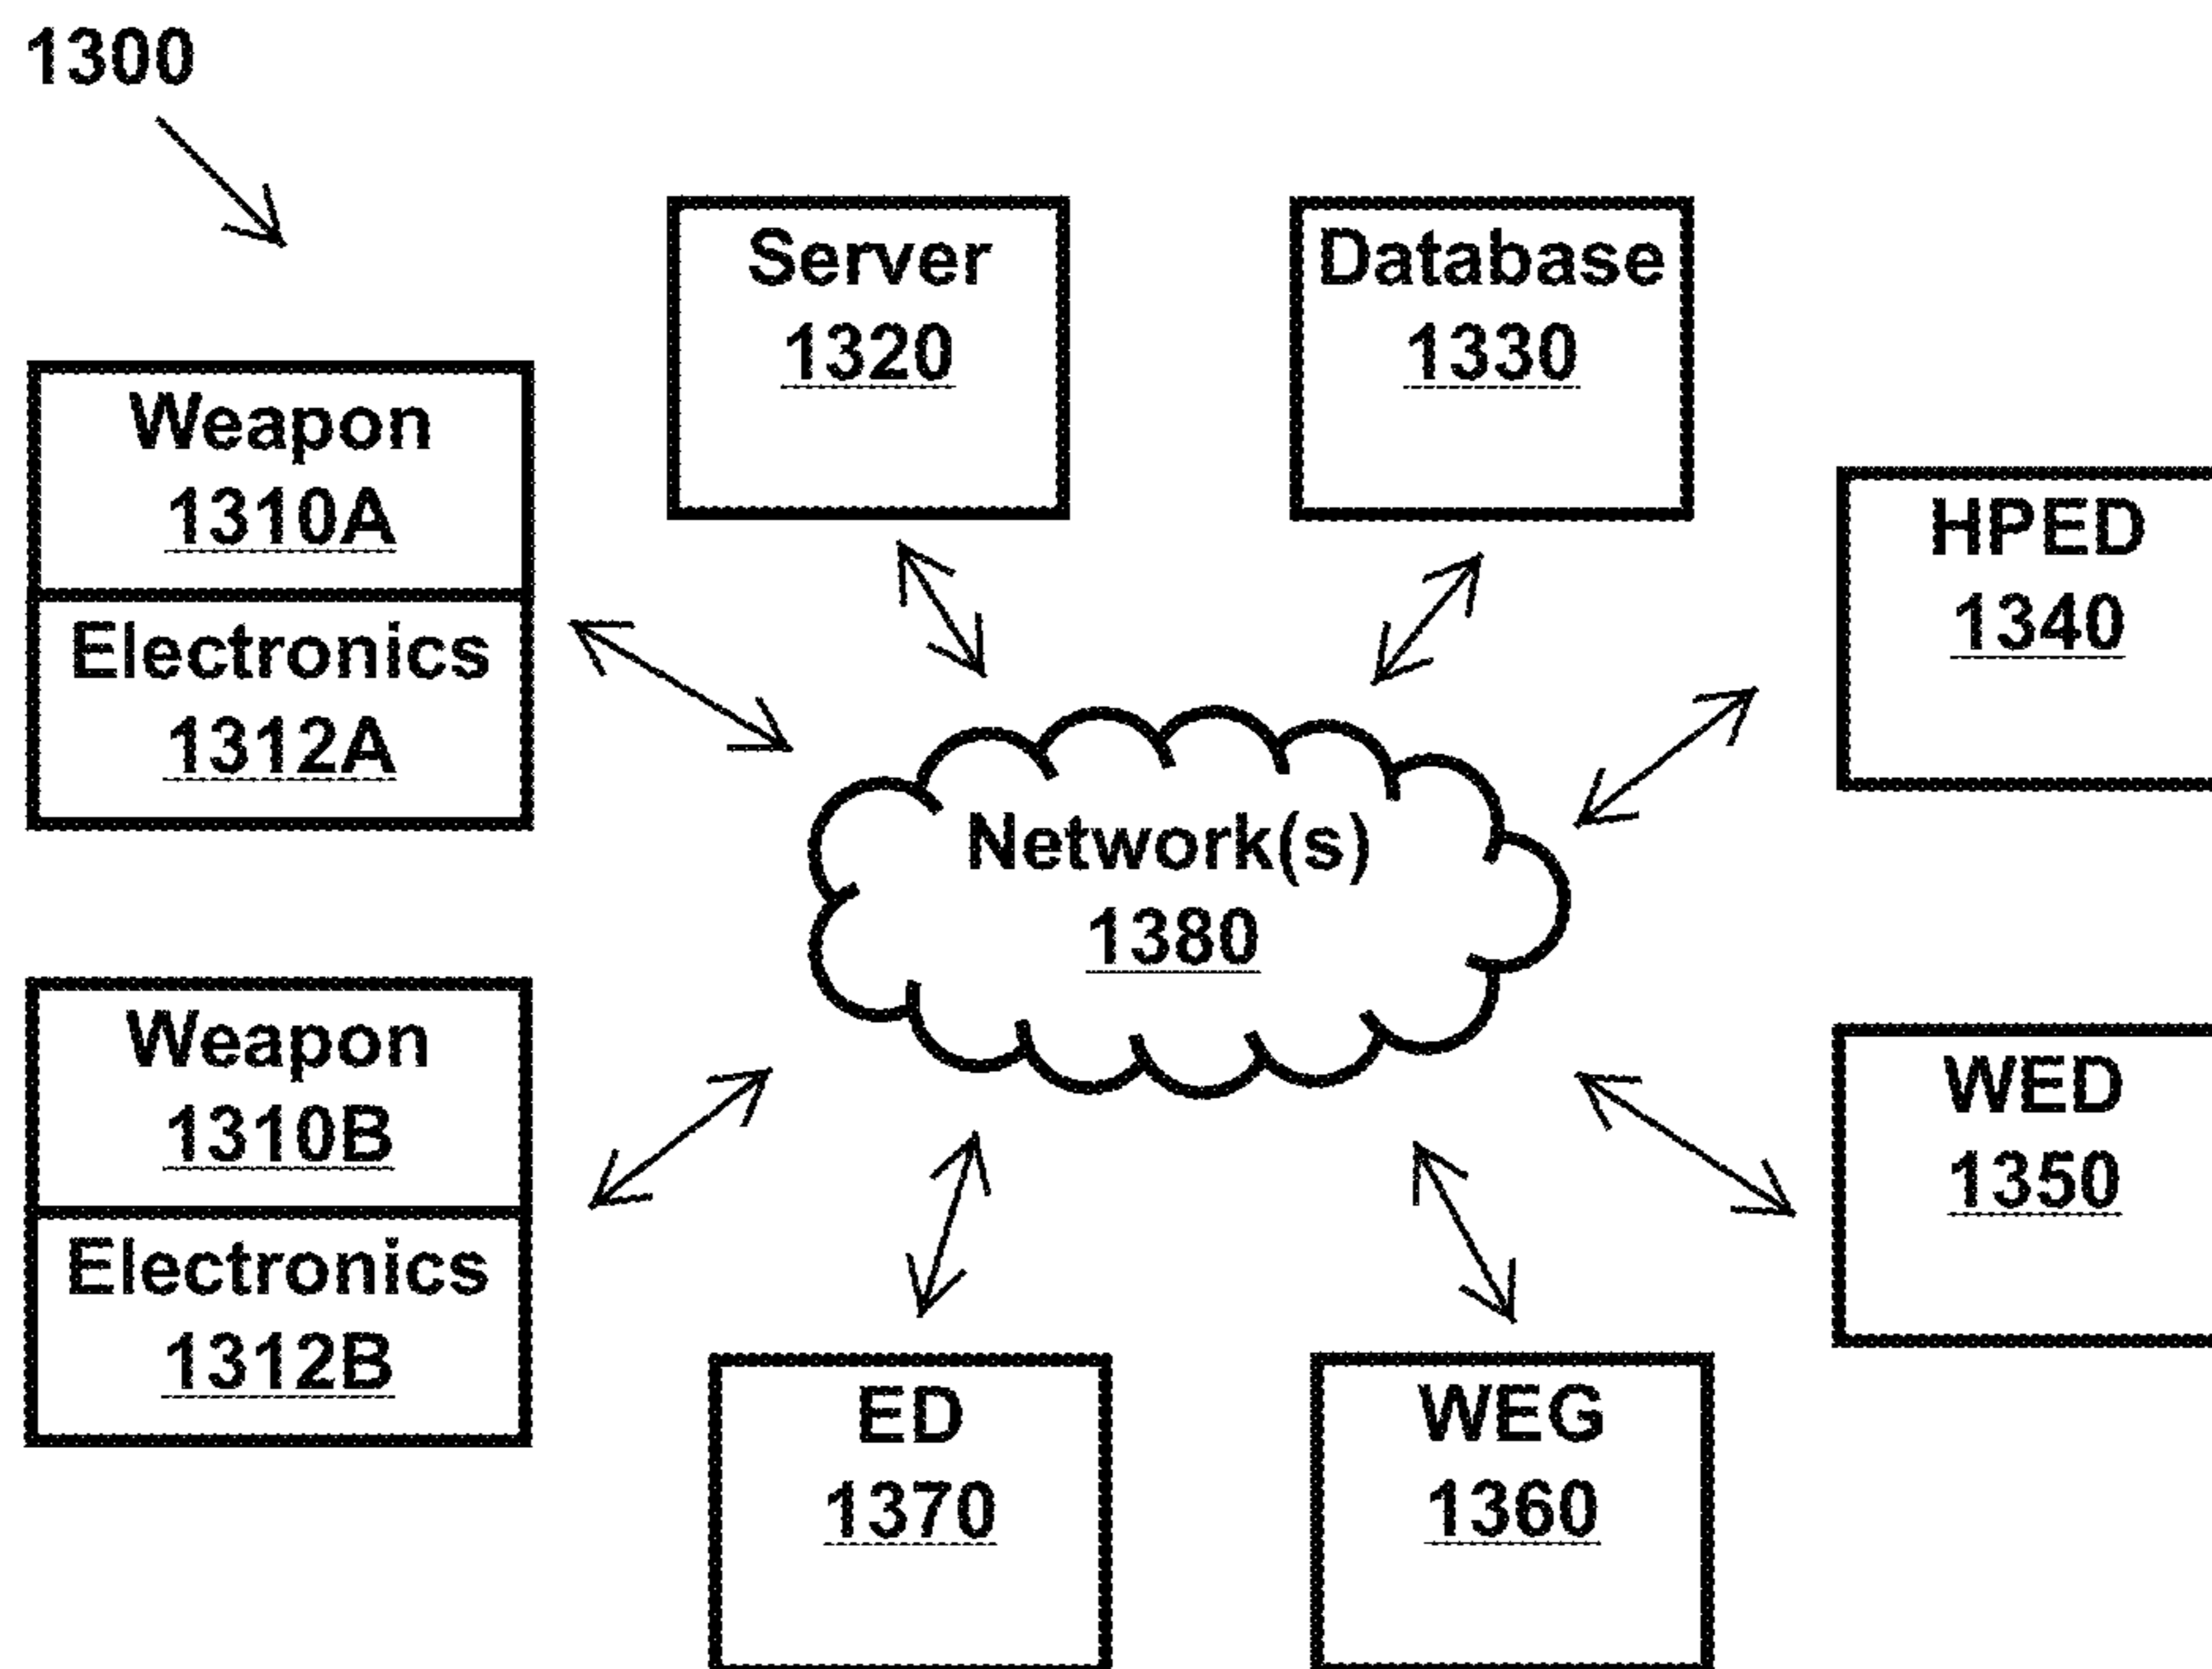 1300
Server
1320
Database
1330
Weapon
1310A
Electronics
1312A
HPED
1340
Network(s)
1380
Weapon
1310B
Electronics
1312B
WED
1350
ED
1370
WEG
1360